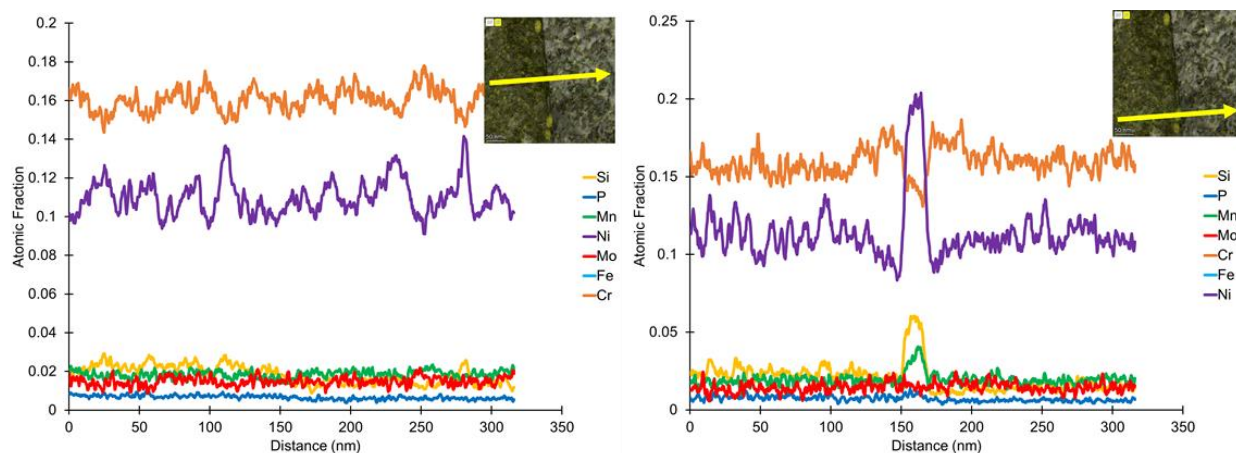 0.2
0.18
0.16
0.14
0.12
0.1
0.08
0.06
0.04
0.02
0
Atomic Fraction
0 50 100 150 200 250 300 350
Distance (nm)
Si
P
Mn
Ni
Mo
Fe
Cr
0.25
0.2
0.15
0.1
0.05
0
Atomic Fraction
0 50 100 150 200 250 300 350
Distance (nm)
Si
P
Mn
Mo
Cr
Fe
Ni